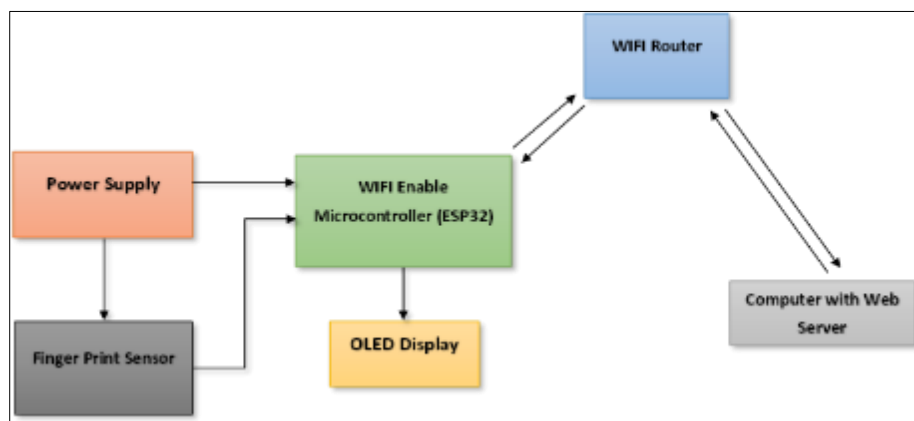 WIFI Router
Power Supply
WIFI Enable
Microcontroller (ESP32)
Computer with Web
Server
OLED Display
Finger Print Sensor